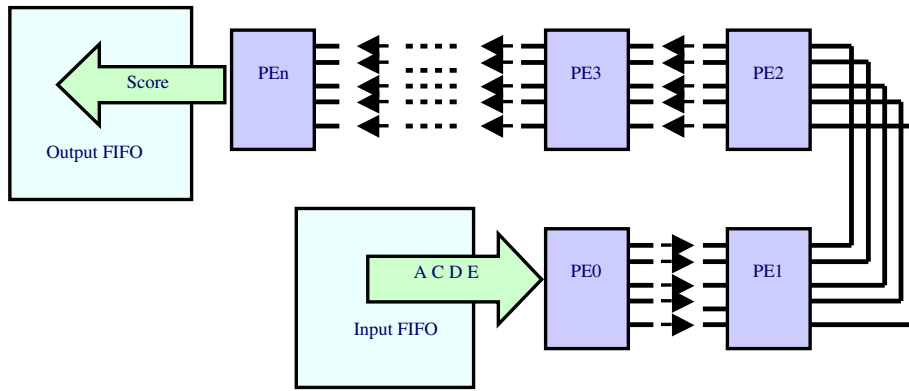 PEn
PE3
PE2
Score
Output FIFO
A C D E
PE0
PE1
Input FIFO